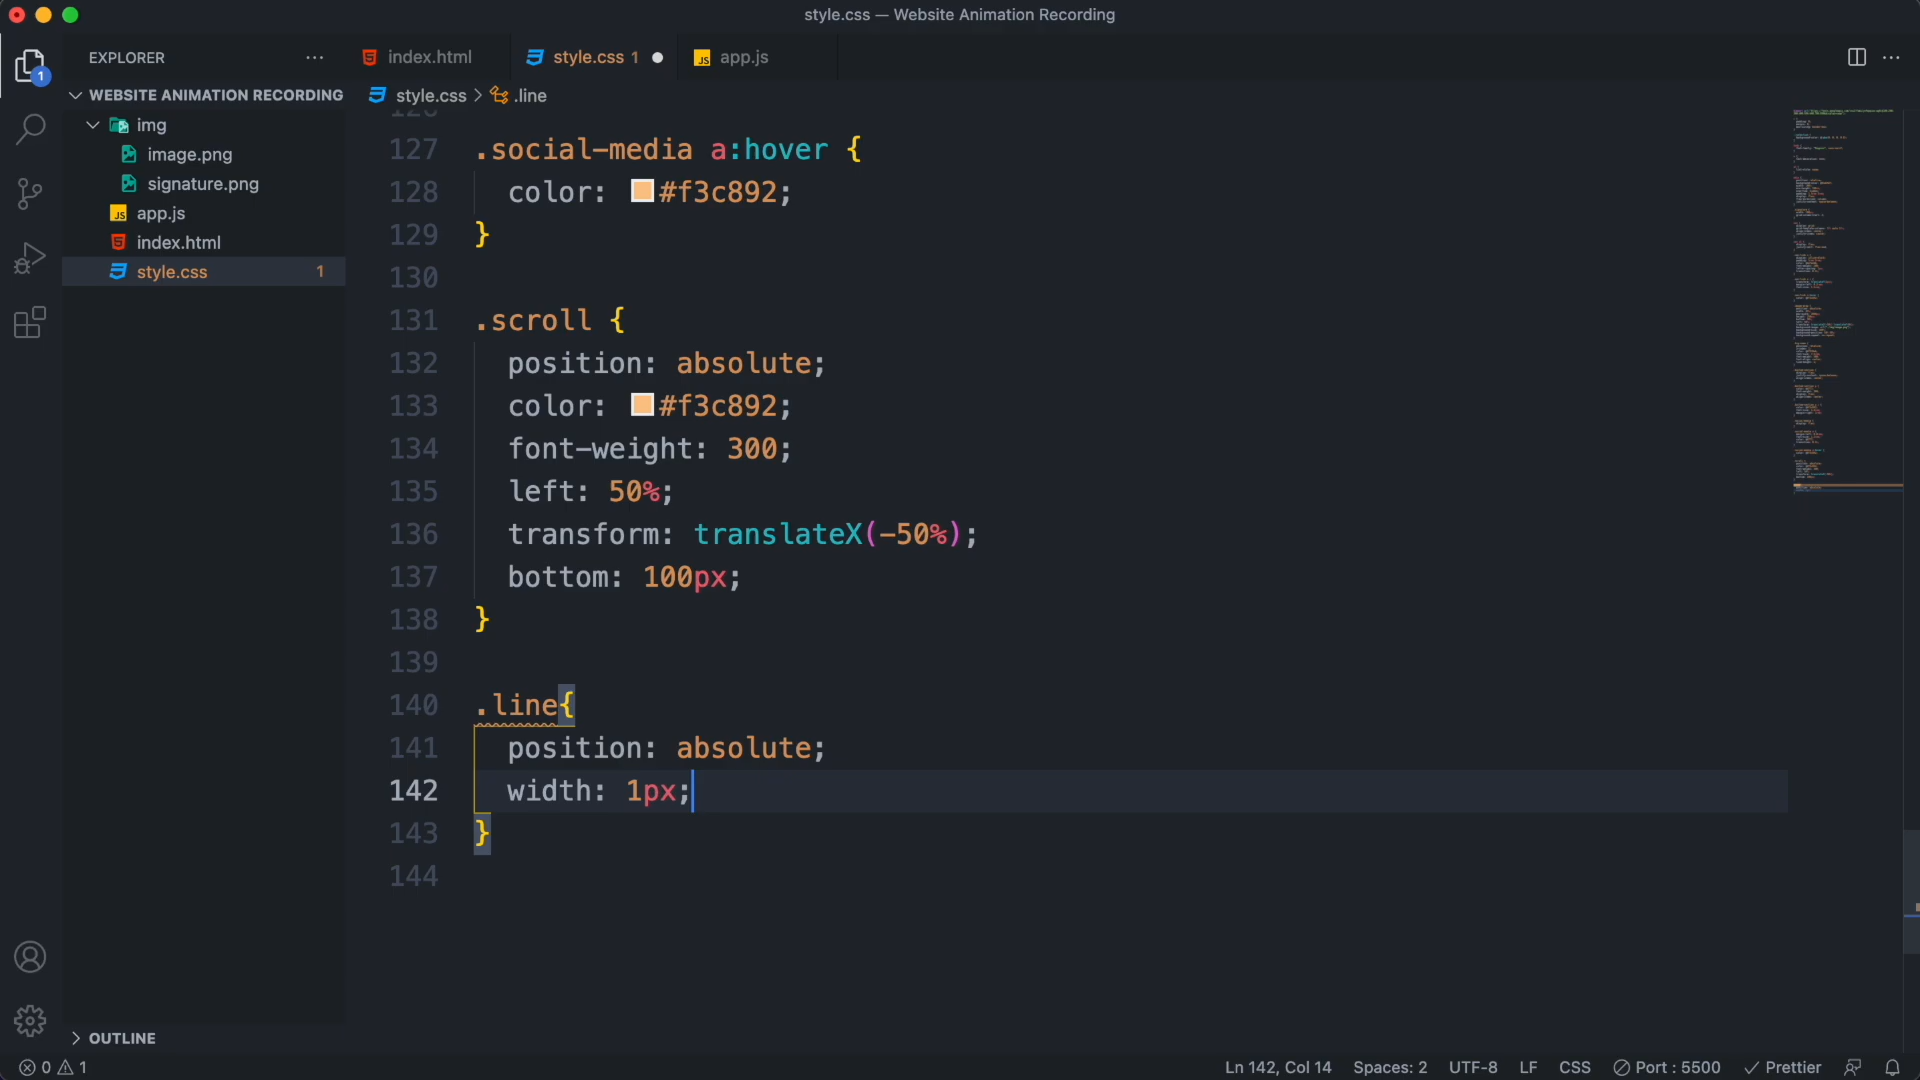 style.css — Website Animation Recording
EXPLORER
index.html
style.css 1
app.js
1
WEBSITE ANIMATION RECORDING
style.css > .line
img
image.png
signature.png
app.js
index.html
style.css 1
127 .social-media a:hover {
128 color: #f3c892;
129 }
130
131 .scroll {
132 position: absolute;
133 color: #f3c892;
134 font-weight: 300;
135 left: 50%;
136 transform: translateX(-50%);
137 bottom: 100px;
138 }
139
140 .line{
141 position: absolute;
142 width: 1px;
143 }
144
OUTLINE
0 1
Ln 142, Col 14 Spaces: 2 UTF-8 LF CSS Port : 5500 Prettier